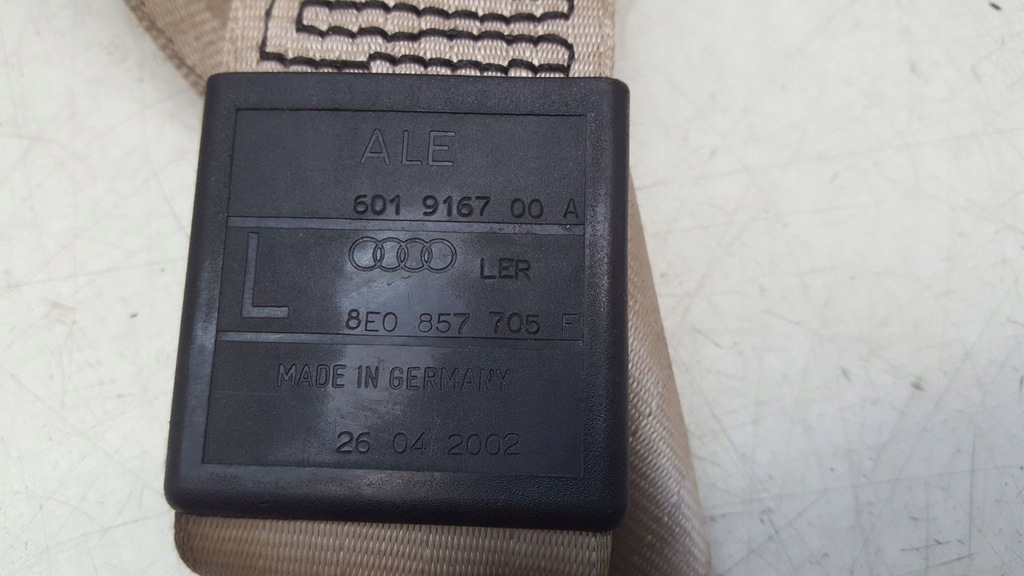 ALE
601 9167 00 A
L
LER
8E0 857 705 F
MADE IN GERMANY
26 04 2002